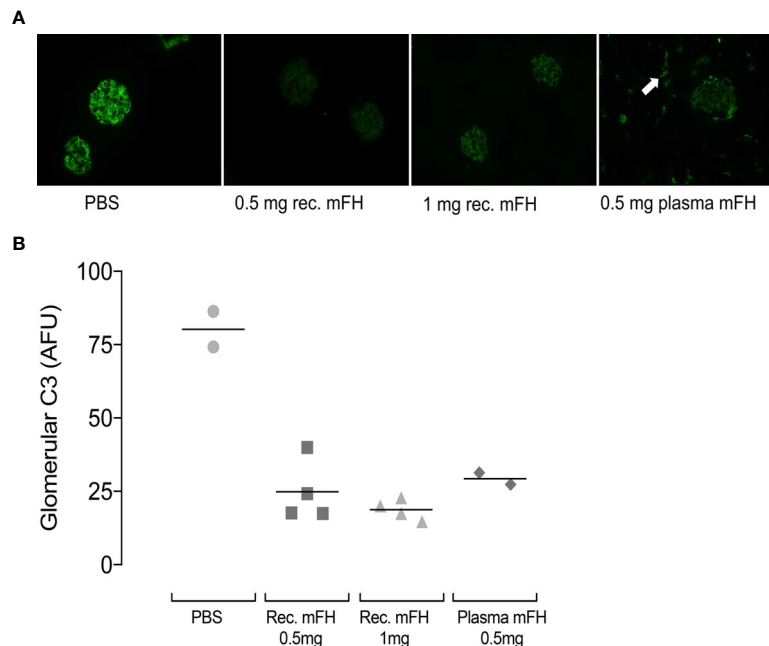 A
PBS
0.5 mg rec. mFH
1 mg rec. mFH
0.5 mg plasma mFH
B
Glomerular C3 (AFU)
100
75
50
25
0
PBS
Rec. mFH
0.5mg
Rec. mFH
1mg
Plasma mFH
0.5mg